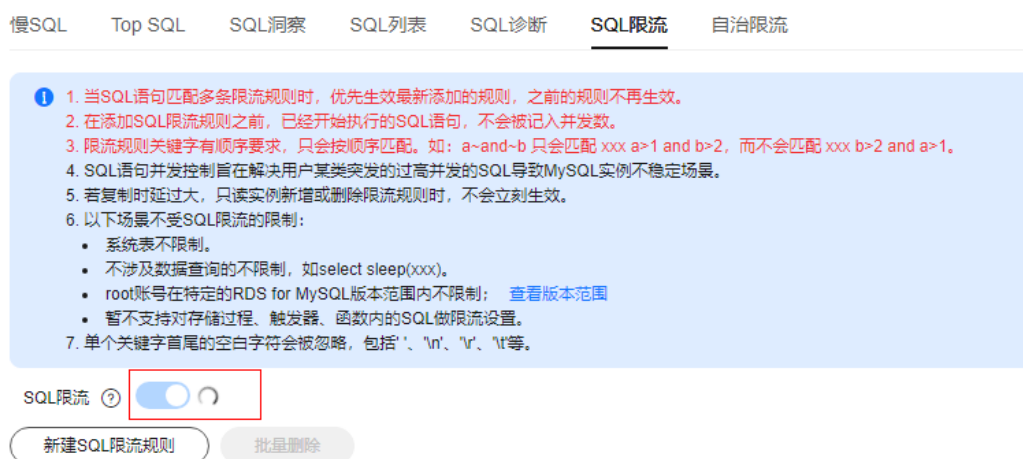 慢SQL Top SQL SQL洞察 SQL列表 SQL诊断 SQL限流 自治限流
1. 当SQL语句匹配多条限流规则时，优先生效最新添加的规则，之前的规则不再生效。
2. 在添加SQL限流规则之前，已经开始执行的SQL语句，不会被记入并发数。
3. 限流规则关键字有顺序要求，只会按顺序匹配。如：a~and~b 只会匹配 xxx a>1 and b>2，而不会匹配 xxx b>2 and a>1。
4. SQL语句并发控制旨在解决用户某类突发的过高并发的SQL导致MySQL实例不稳定场景。
5. 若复制时延过大，只读实例新增或删除限流规则时，不会立刻生效。
6. 以下场景不受SQL限流的限制：
• 系统表不限制。
• 不涉及数据查询的不限制，如select sleep(xxx)。
• root账号在特定的RDS for MySQL版本范围内不限制； 查看版本范围
• 暂不支持对存储过程、触发器、函数内的SQL做限流设置。
7. 单个关键字首尾的空白字符会被忽略，包括' '、'\n'、'\r'、'\t'等。
SQL限流 ?
新建SQL限流规则 批量删除